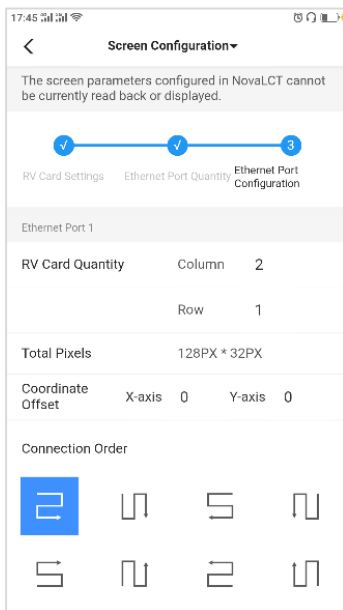 17:45
Screen Configuration
The screen parameters configured in NovaLCT cannot
be currently read back or displayed.
3
RV Card Settings
Ethernet Port Quantity
Ethernet Port
Configuration
Ethernet Port 1
RV Card Quantity Column 2
Row 1
Total Pixels 128PX * 32PX
Coordinate
Offset X-axis 0 Y-axis 0
Connection Order